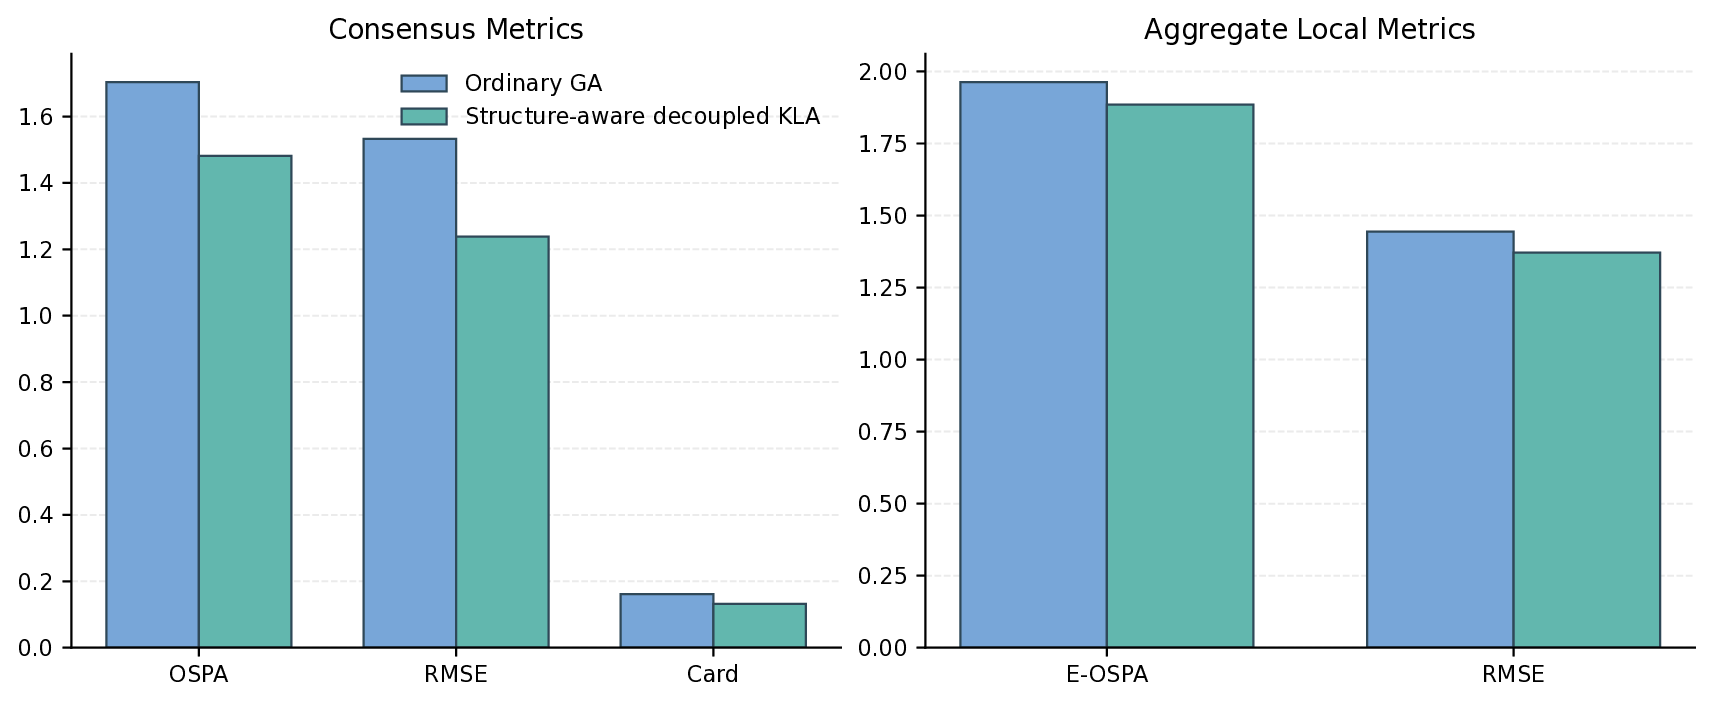 Consensus Metrics
Ordinary GA
Structure-aware decoupled KLA
1.6
1.4
1.2
1.0
0.8
0.6
0.4
0.2
0.0
OSPA
RMSE
Card
Aggregate Local Metrics
2.00
1.75
1.50
1.25
1.00
0.75
0.50
0.25
0.00
E-OSPA
RMSE